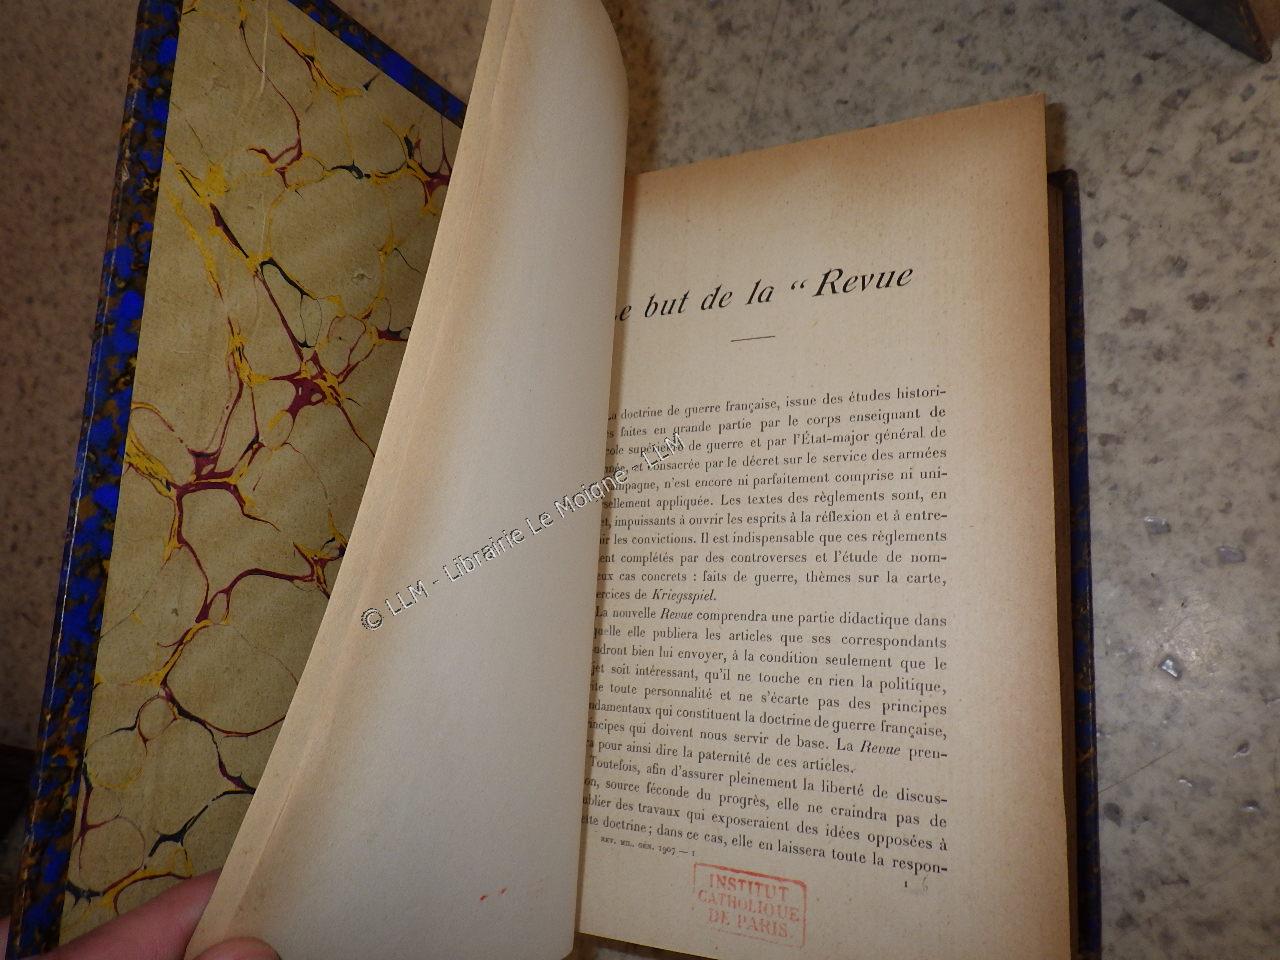 but de la “ Revue
La doctrine de guerre française, issue des études histori-
faites en grande partie par le corps enseignant de
supérieure de guerre et par l'État-major général de
et consacrée par le décret sur le service des armées
campagne, n'est encore ni parfaitement comprise ni uni-
sellement appliquée. Les textes des règlements sont, en
et, impuissants à ouvrir les esprits à la réflexion et à entre-
ir les convictions. Il est indispensable que ces règlements
ent complétés par des controverses et l'étude de nom-
eux cas concrets : faits de guerre, thèmes sur la carte,
ercices de Kriegsspiel.
La nouvelle Revue comprendra une partie didactique dans
quelle elle publiera les articles que ses correspondants
udront bien lui envoyer, à la condition seulement que le
jet soit intéressant, qu'il ne touche en rien la politique,
ite toute personnalité et ne s'écarte pas des principes
ndamentaux qui constituent la doctrine de guerre française,
incipes qui doivent nous servir de base. La Revue pren-
ra pour ainsi dire la paternité de ces articles.
Toutefois, afin d'assurer pleinement la liberté de discus-
on, source féconde du progrès, elle ne craindra pas de
ublier des travaux qui exposeraient des idées opposées à
tte doctrine ; dans ce cas, elle en laissera toute la respon-
REV. MIL. GÉN. 1907 — I
1
INSTITUT
CATHOLIQUE
DE PARIS.
© LLM - Librairie Le Moigne - LLM